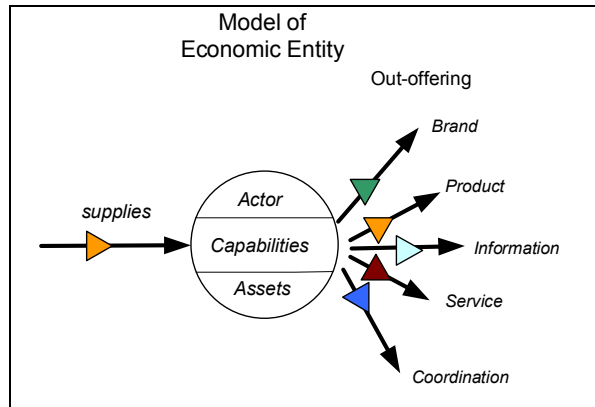 Model of
Economic Entity
Out-offering
Brand
Actor
Product
supplies
Capabilities
Information
Assets
Service
Coordination